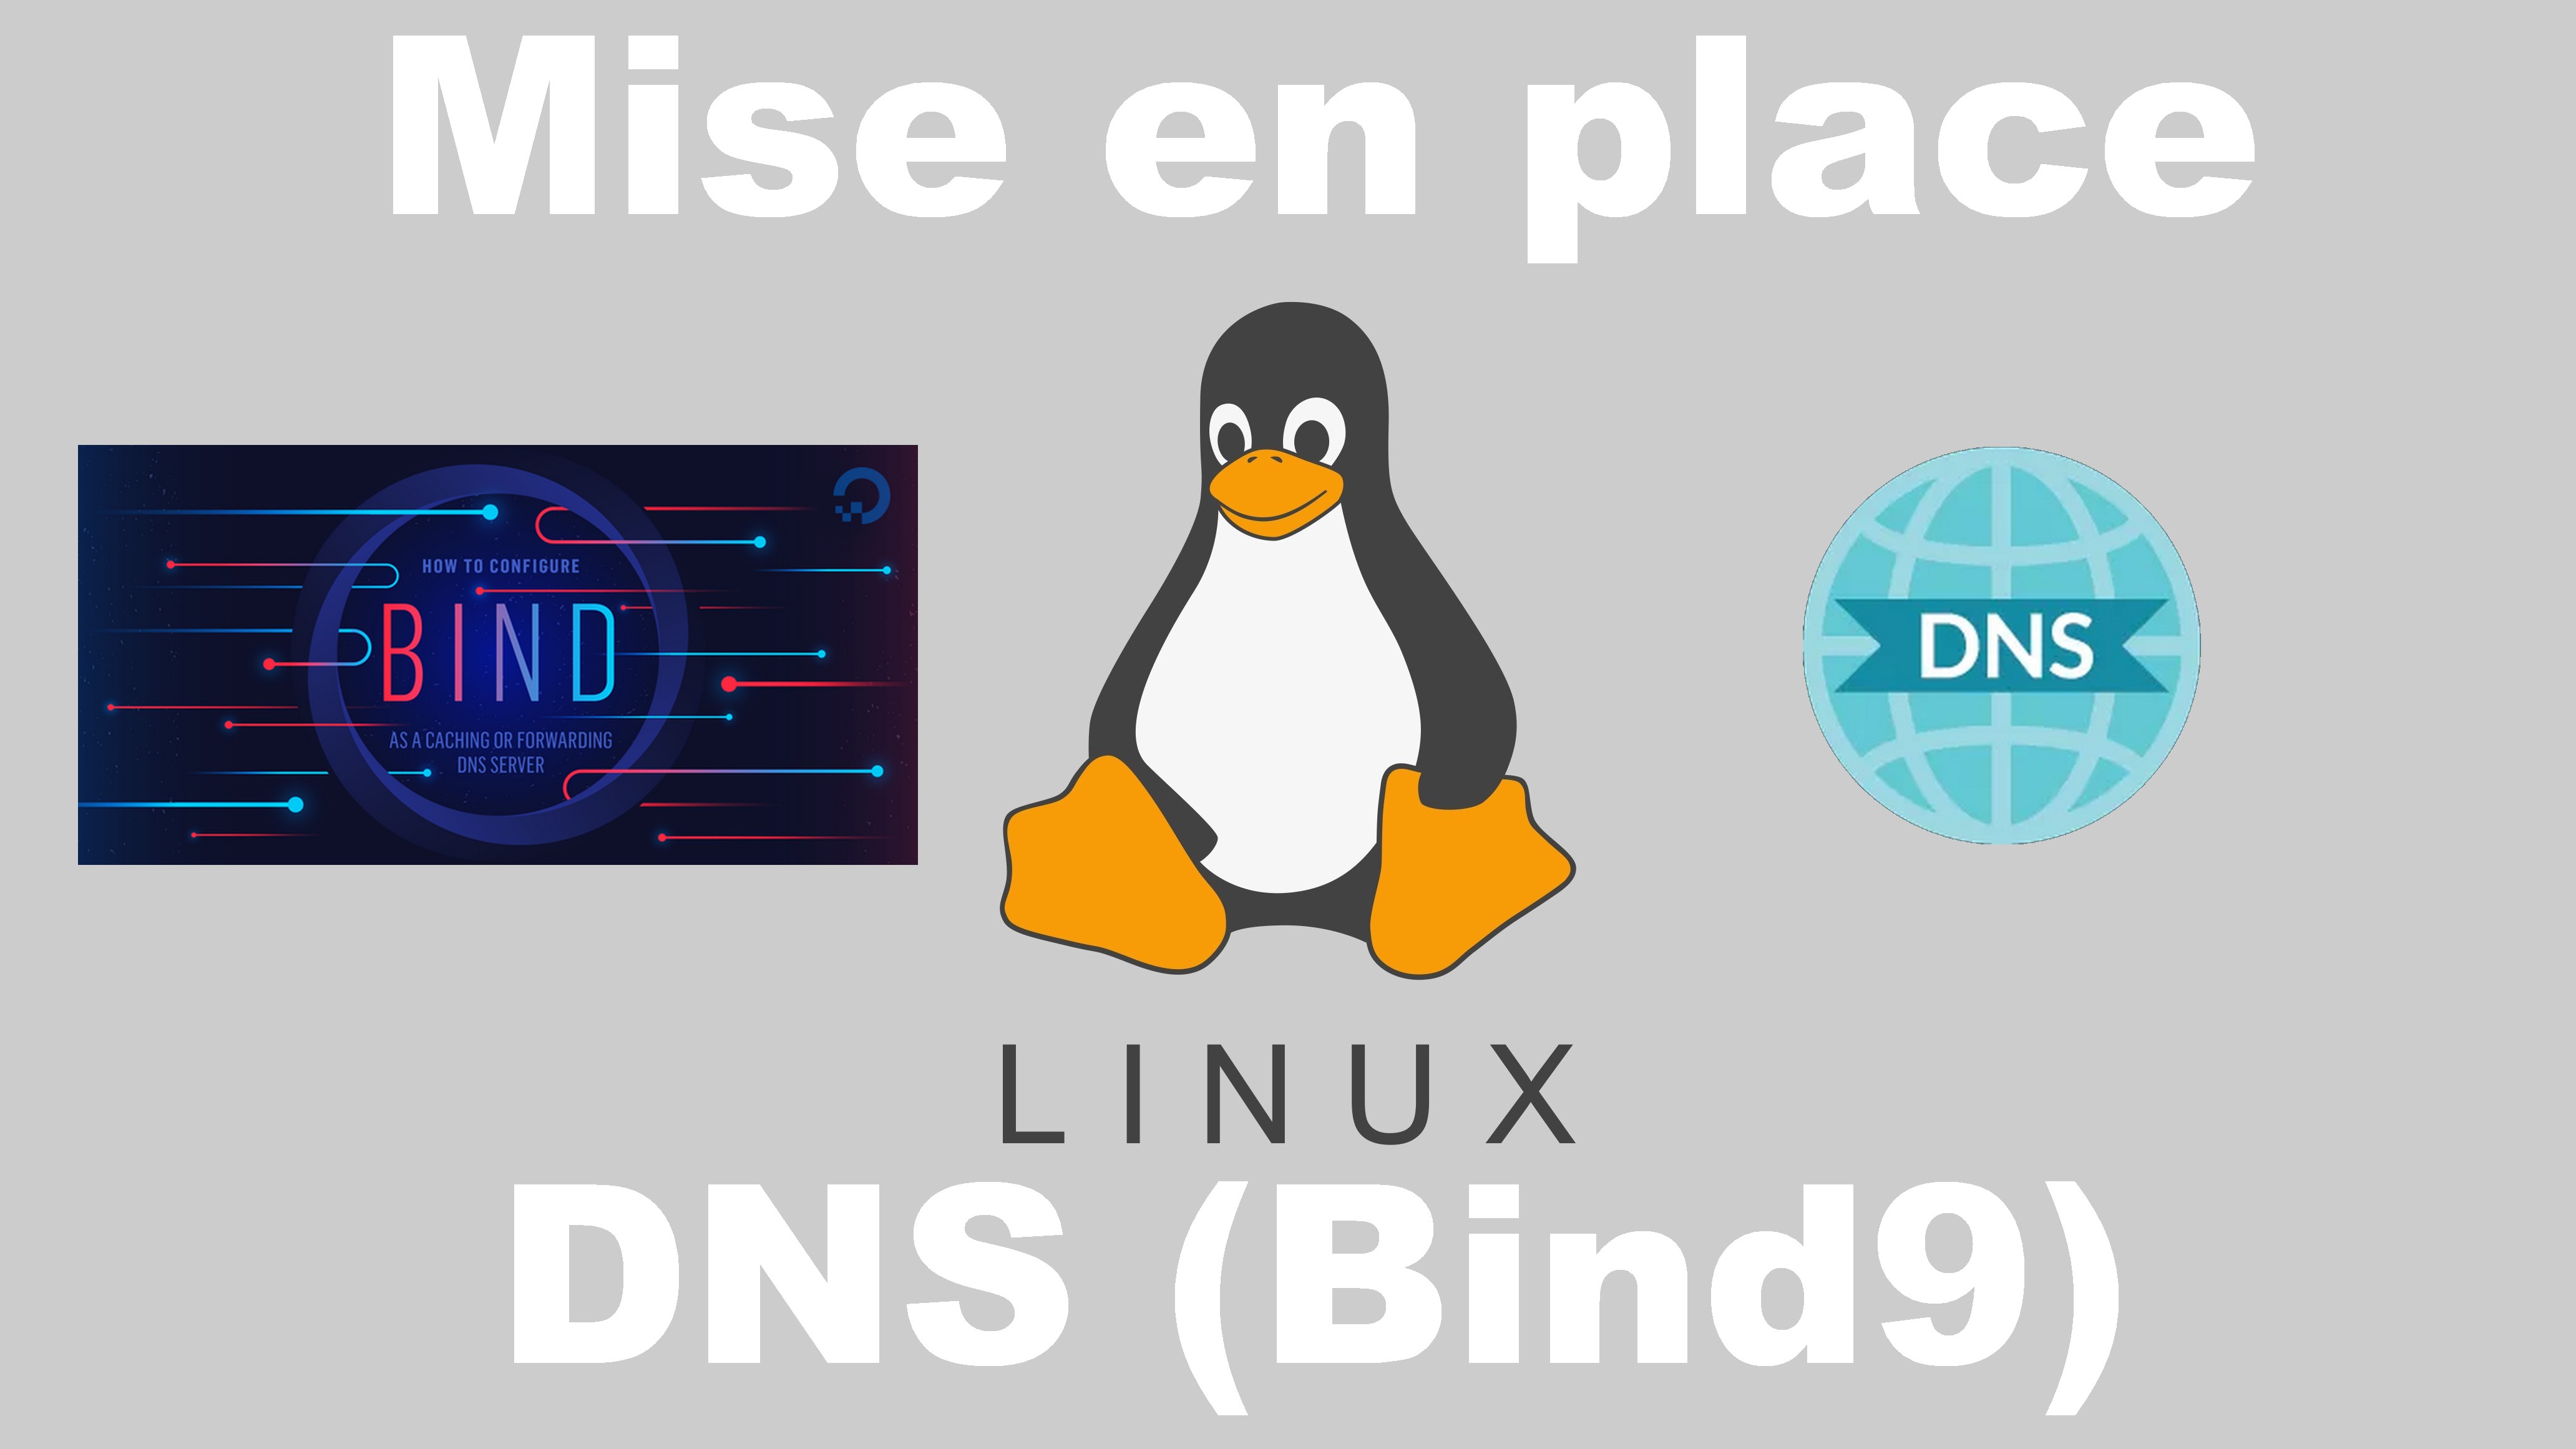 Mise en place
HOW TO CONFIGURE
BIND
AS A CACHING OR FORWARDING
DNS SERVER
DNS
LINUX
DNS (Bind9)